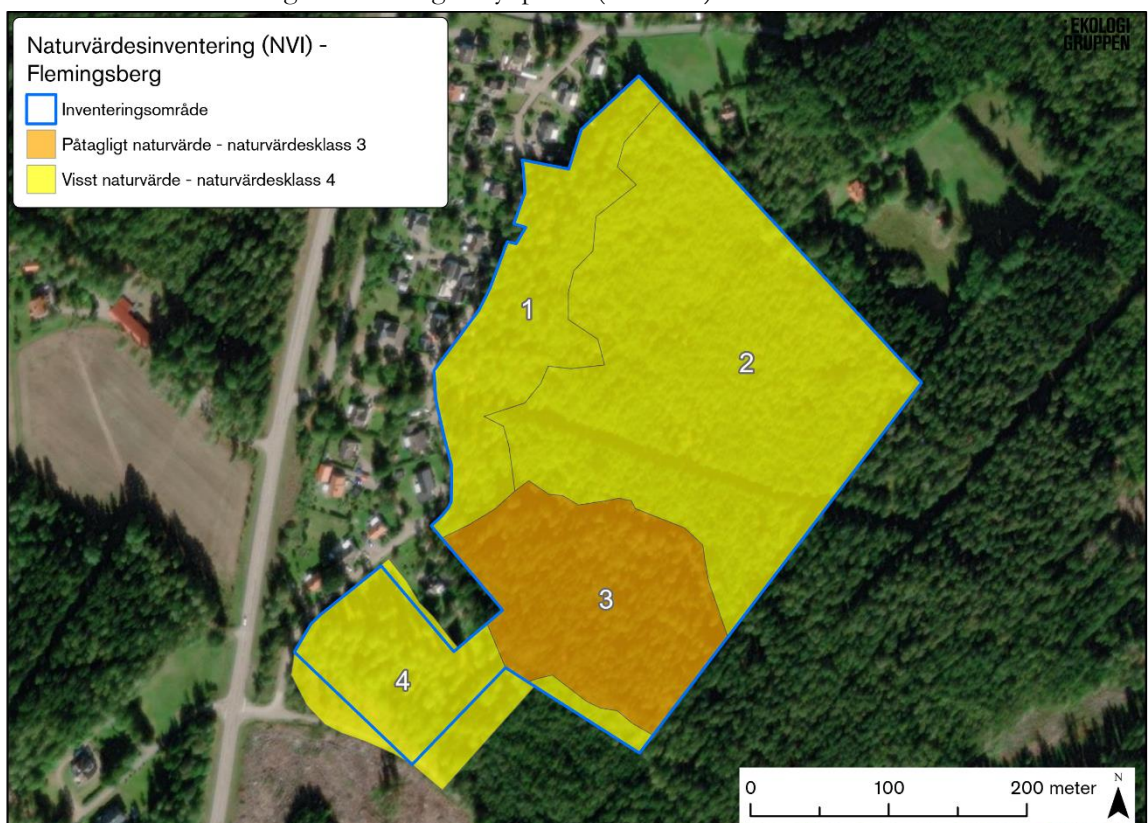 Naturvärdesinventering (NVI) -
Flemingsberg
Inventeringsområde
Påtagligt naturvärde - naturvärdesklass 3
Visst naturvärde - naturvärdesklass 4
EKOLOGI
GRUPPEN
1
2
3
4
0 100 200 meter
N